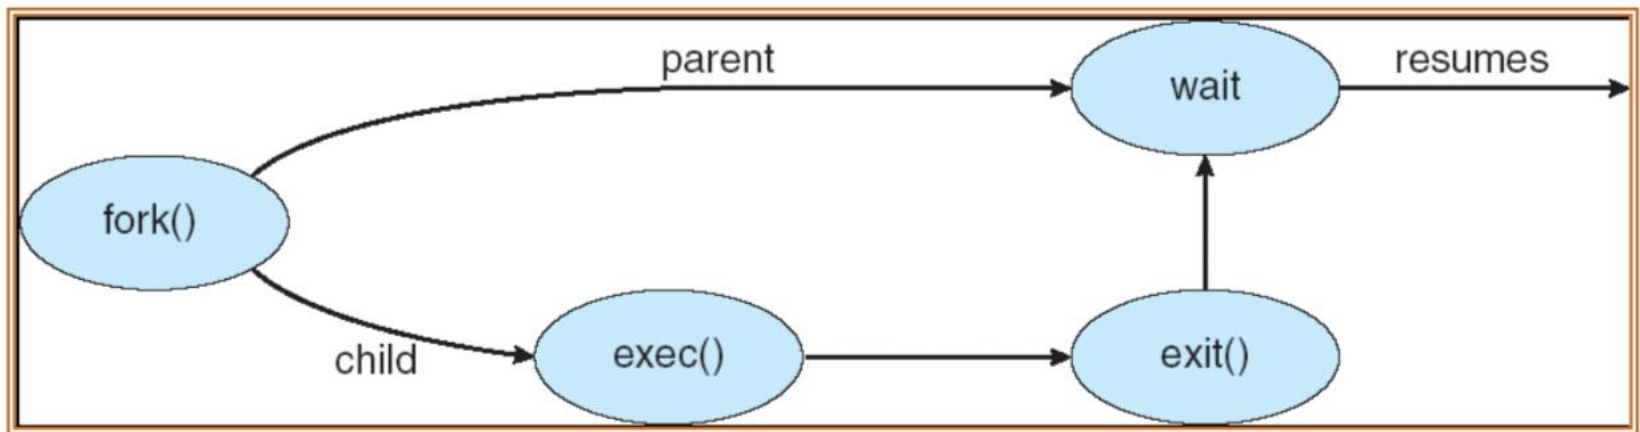 parent
wait
resumes
fork()
child
exec()
exit()